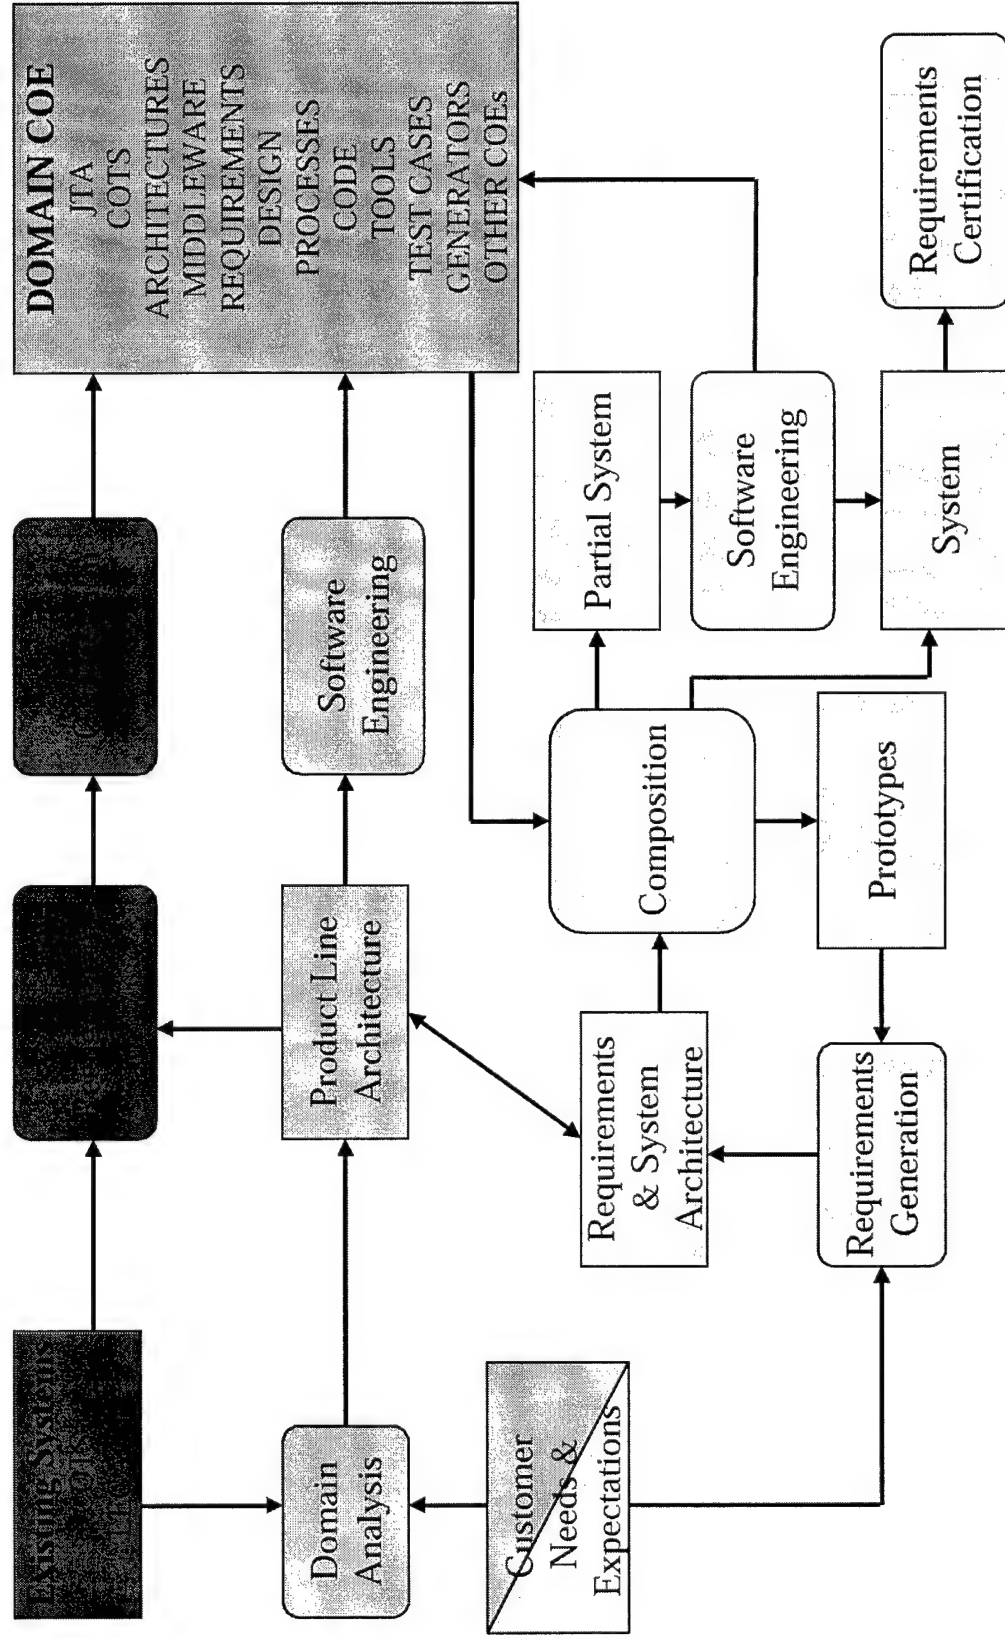 Existing Systems
DOMAIN COE
JTA
COTS
ARCHITECTURES
MIDDLEWARE
REQUIREMENTS
DESIGN
PROCESSES
CODE
TOOLS
TEST CASES
GENERATORS
OTHER COEs
Domain
Analysis
Product Line
Architecture
Software
Engineering
Customer
Needs &
Expectations
Requirements
& System
Architecture
Composition
Partial System
Software
Engineering
Requirements
Generation
Prototypes
System
Requirements
Certification